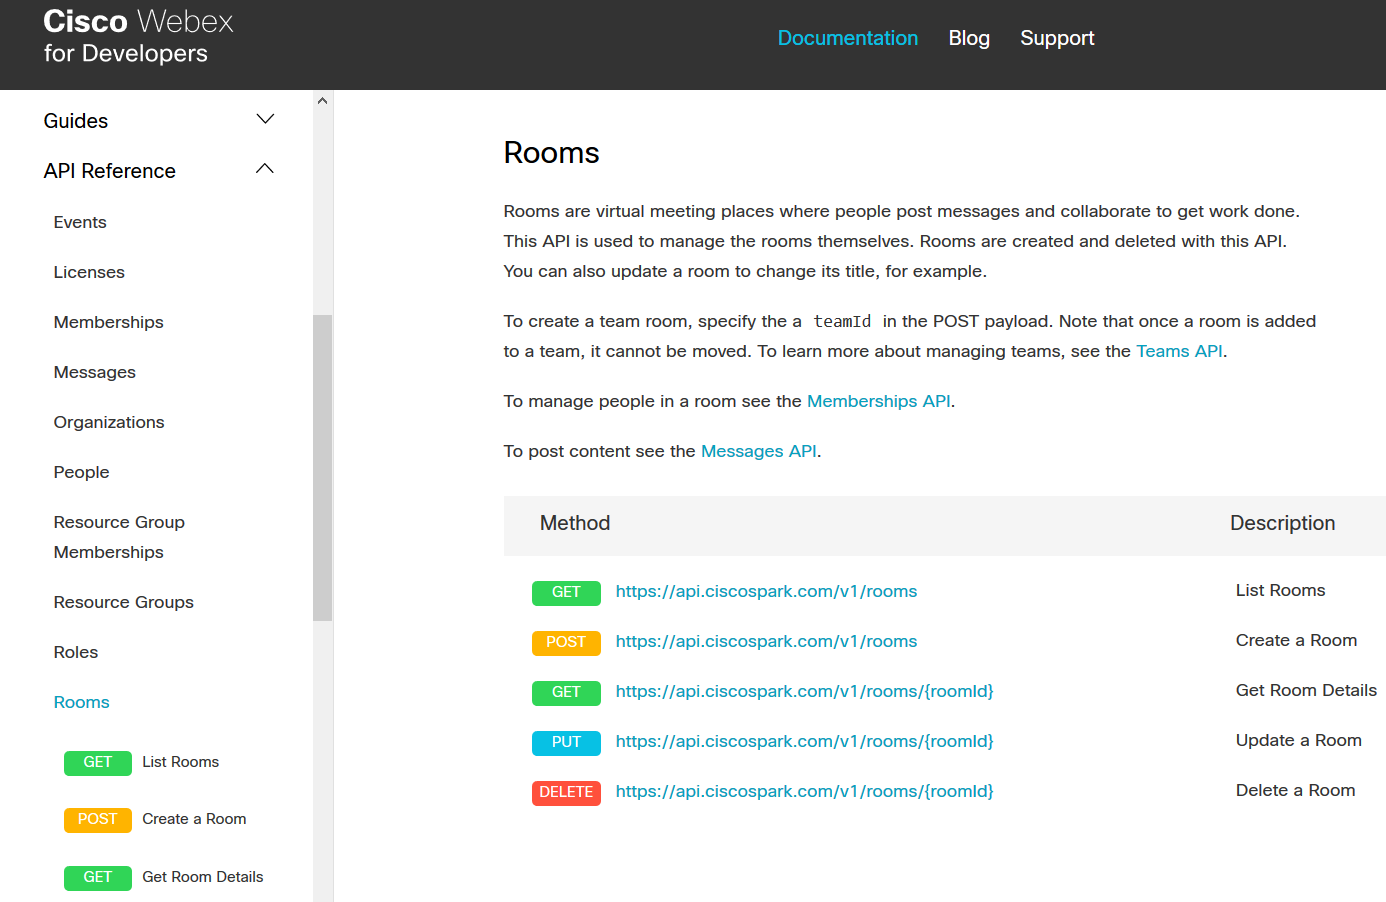 Cisco Webex
for Developers
Documentation Blog Support
Guides
API Reference
Events
Licenses
Memberships
Messages
Organizations
People
Resource Group
Memberships
Resource Groups
Roles
Rooms
GET List Rooms
POST Create a Room
GET Get Room Details
Rooms
Rooms are virtual meeting places where people post messages and collaborate to get work done.
This API is used to manage the rooms themselves. Rooms are created and deleted with this API.
You can also update a room to change its title, for example.
To create a team room, specify the a teamId in the POST payload. Note that once a room is added
to a team, it cannot be moved. To learn more about managing teams, see the Teams API.
To manage people in a room see the Memberships API.
To post content see the Messages API.
Method Description
GET https://api.ciscospark.com/v1/rooms List Rooms
POST https://api.ciscospark.com/v1/rooms Create a Room
GET https://api.ciscospark.com/v1/rooms/{roomId} Get Room Details
PUT https://api.ciscospark.com/v1/rooms/{roomId} Update a Room
DELETE https://api.ciscospark.com/v1/rooms/{roomId} Delete a Room